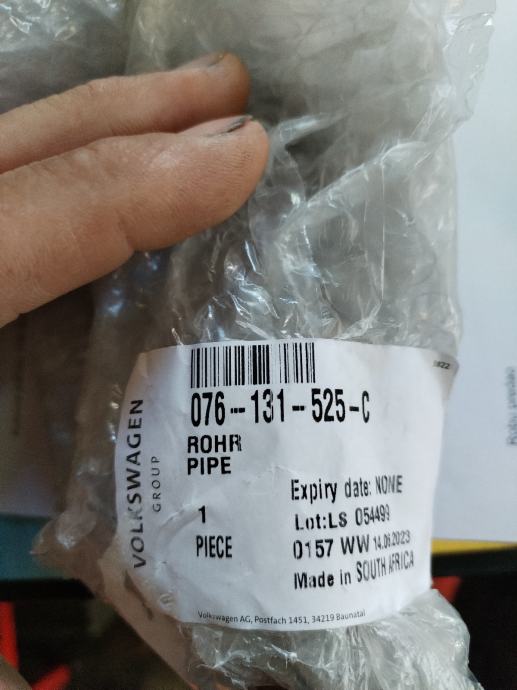 VOLKSWAGEN
GROUP
076-131-525-C
ROHR
PIPE
1
PIECE
Expiry date: NONE
Lot:LS 054499
0157 WW 14.06.2023
Made in SOUTH AFRICA
Volkswagen AG, Postfach 1451, 34219 Baunatal